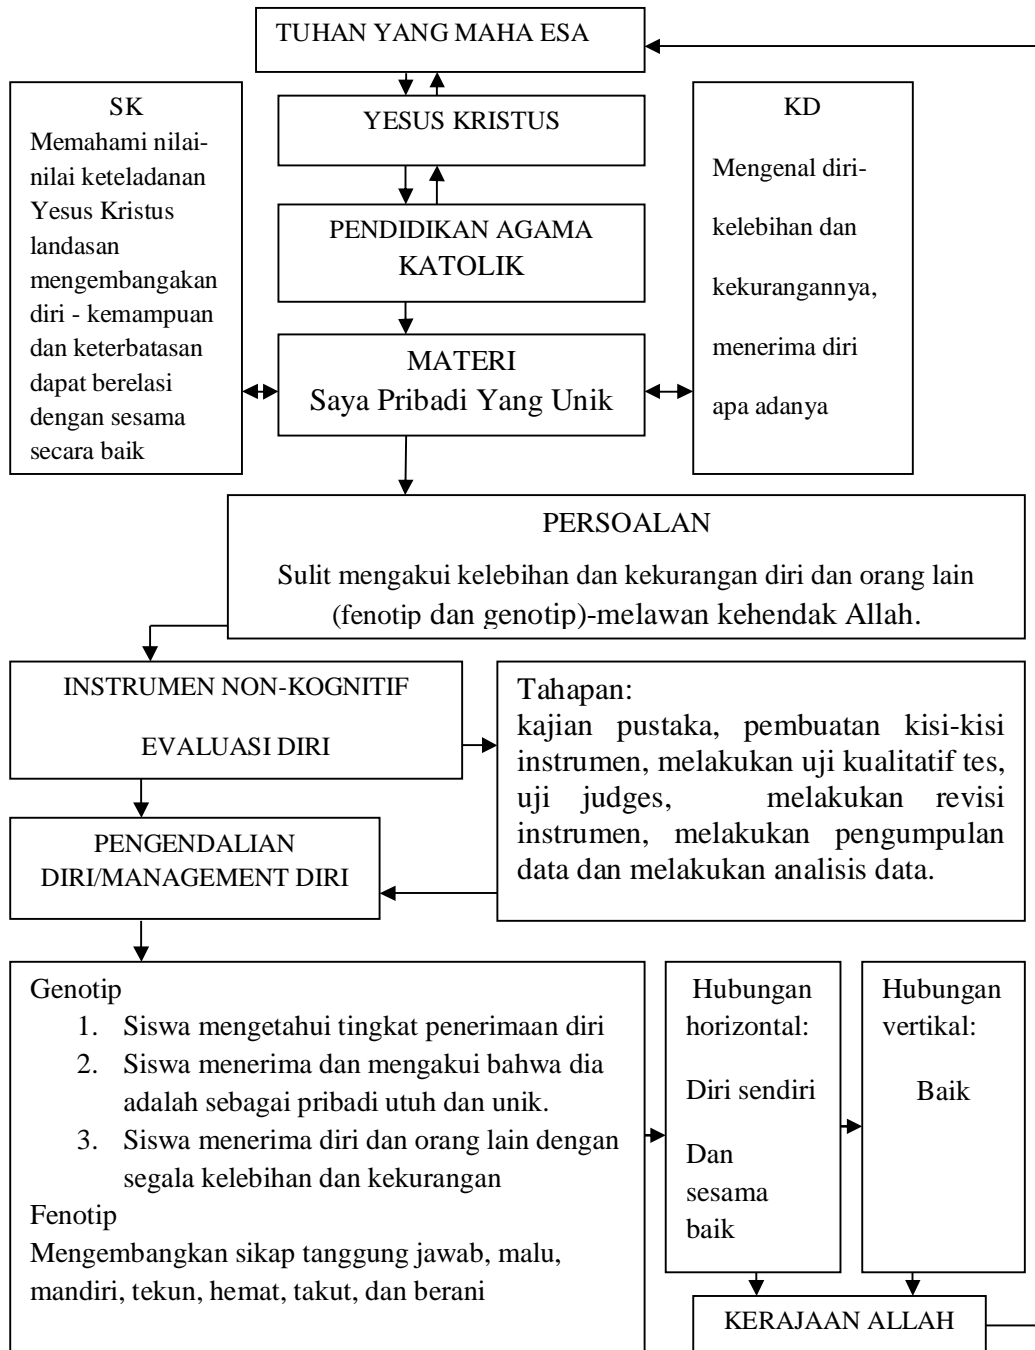 TUHAN YANG MAHA ESA
YESUS KRISTUS
SK
Memahami nilai-
nilai keteladanan
Yesus Kristus
landasan
mengembangakan
diri - kemampuan
dan keterbatasan
dapat berelasi
dengan sesama
secara baik
PENDIDIKAN AGAMA
KATOLIK
MATERI
Saya Pribadi Yang Unik
KD
Mengenal diri-
kelebihan dan
kekurangannya,
menerima diri
apa adanya
PERSOALAN
Sulit mengakui kelebihan dan kekurangan diri dan orang lain
(fenotip dan genotip)-melawan kehendak Allah.
INSTRUMEN NON-KOGNITIF
EVALUASI DIRI
Tahapan:
kajian pustaka, pembuatan kisi-kisi
instrumen, melakukan uji kualitatif tes,
uji judges, melakukan revisi
instrumen, melakukan pengumpulan
data dan melakukan analisis data.
PENGENDALIAN
DIRI/MANAGEMENT DIRI
Genotip
1. Siswa mengetahui tingkat penerimaan diri
2. Siswa menerima dan mengakui bahwa dia
adalah sebagai pribadi utuh dan unik.
3. Siswa menerima diri dan orang lain dengan
segala kelebihan dan kekurangan
Fenotip
Mengembangkan sikap tanggung jawab, malu,
mandiri, tekun, hemat, takut, dan berani
Hubungan
horizontal:
Diri sendiri
Dan
sesama
baik
Hubungan
vertikal:
Baik
KERAJAAN ALLAH